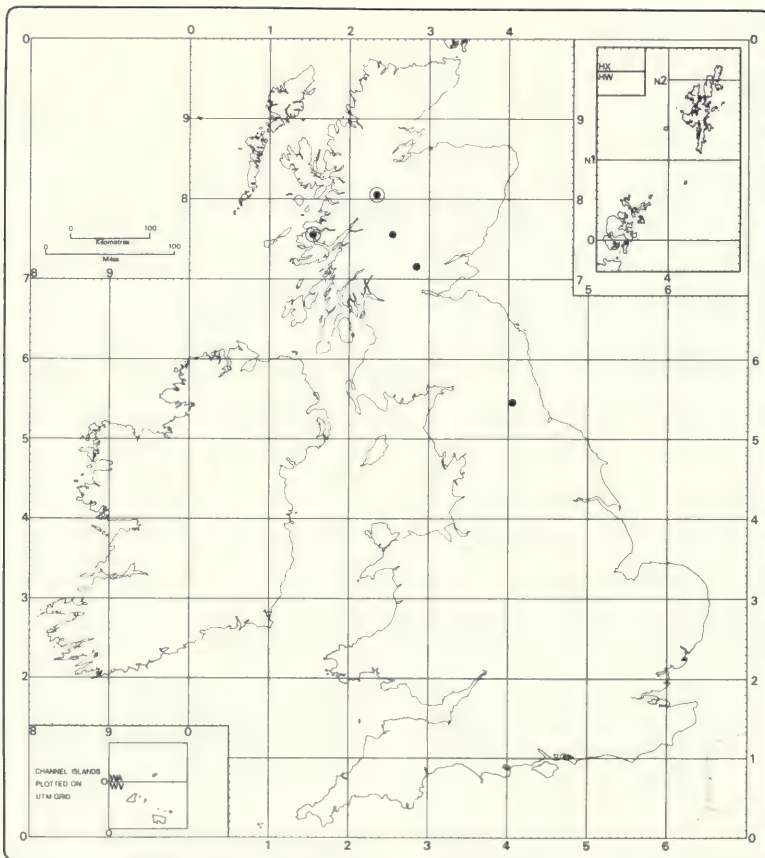 0 0 1 2 3 4 0
HX
HW
N2
9 9
N1
8 8
0 100
Kilometres
0 100
Miles
0
8 7 7
5 4 6
6 6
5 5
4 4
3 3
2 2
8 9 0
1 1
CHANNEL ISLANDS
PLOTTED ON
UTM GRID
0 WA
WV
0
0 0
1 2 3 4 5 6